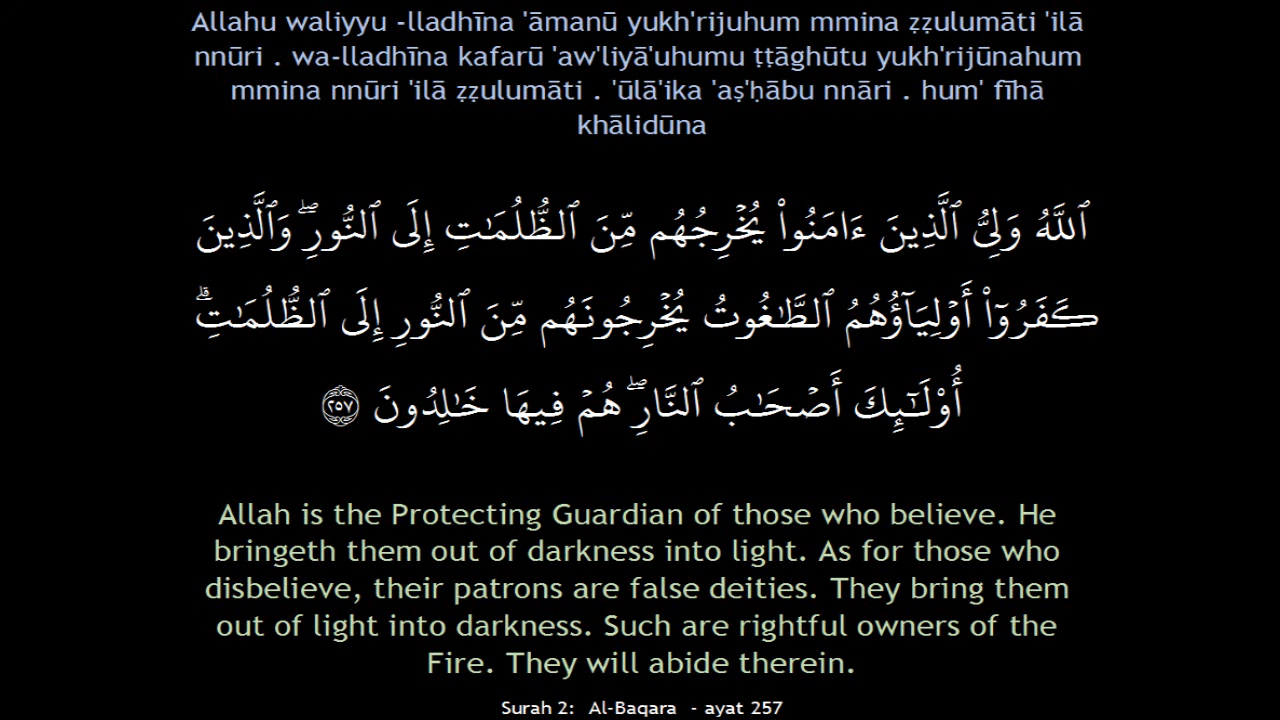 Allahu waliyyu -lladhīna 'āmanū yukh'rijuhum mmina ẓẓulumāti 'ilā
nnūri . wa-lladhīna kafarū 'aw'liyā'uhumu ṭṭāghūtu yukh'rijūnahum
mmina nnūri 'ilā ẓẓulumāti . 'ūlā'ika 'aṣ'ḥābu nnāri . hum' fīhā
khālidūna
ٱللَّهُ وَلِىُّ ٱلَّذِينَ ءَامَنُوا۟ يُخْرِجُهُم مِّنَ ٱلظُّلُمَـٰتِ إِلَى ٱلنُّورِ ۖ وَٱلَّذِينَ
كَفَرُوٓا۟ أَوْلِيَآؤُهُمُ ٱلطَّـٰغُوتُ يُخْرِجُونَهُم مِّنَ ٱلنُّورِ إِلَى ٱلظُّلُمَـٰتِ ۗ
أُو۟لَـٰٓئِكَ أَصْحَـٰبُ ٱلنَّارِ ۖ هُمْ فِيهَا خَـٰلِدُونَ ٢٥٧
Allah is the Protecting Guardian of those who believe. He
bringeth them out of darkness into light. As for those who
disbelieve, their patrons are false deities. They bring them
out of light into darkness. Such are rightful owners of the
Fire. They will abide therein.
Surah 2: Al-Baqara - ayat 257